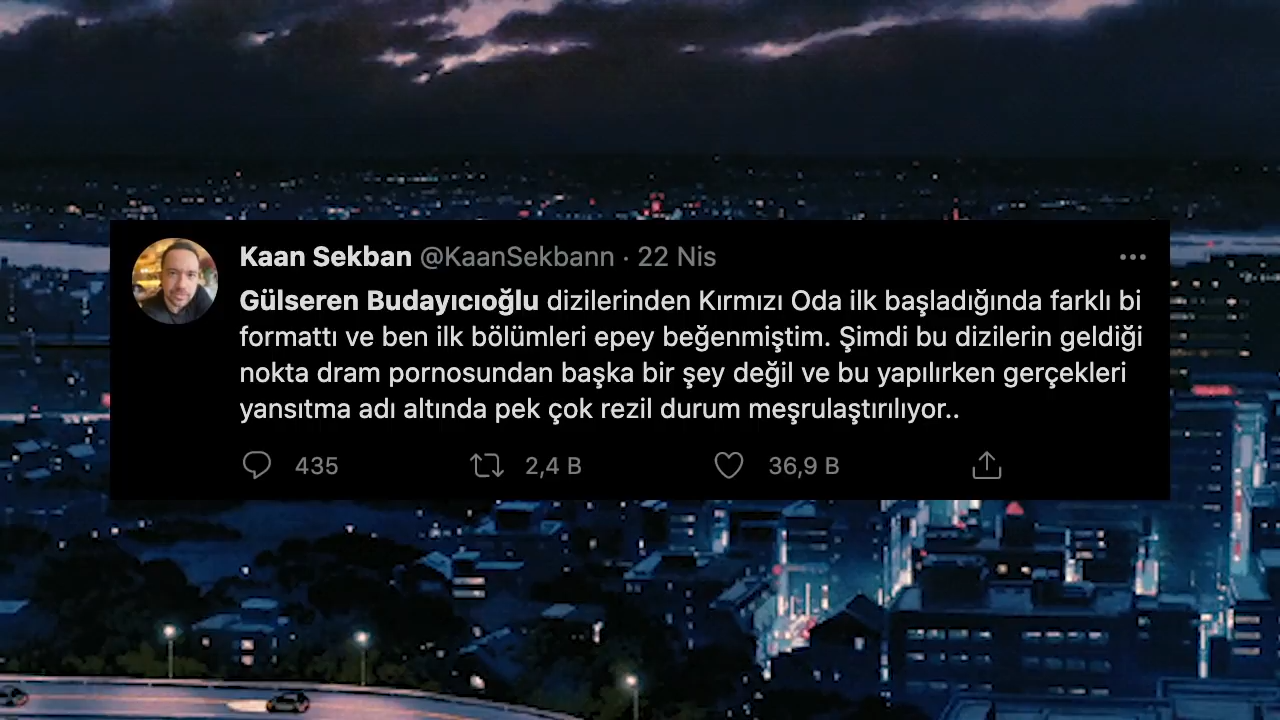 Kaan Sekban @KaanSekbann · 22 Nis
Gülseren Budayıcıoğlu dizilerinden Kırmızı Oda ilk başladığında farklı bi
formattı ve ben ilk bölümleri epey beğenmiştim. Şimdi bu dizilerin geldiği
nokta dram pornosundan başka bir şey değil ve bu yapılırken gerçekleri
yansıtma adı altında pek çok rezil durum meşrulaştırılıyor..
435 2,4 B 36,9 B